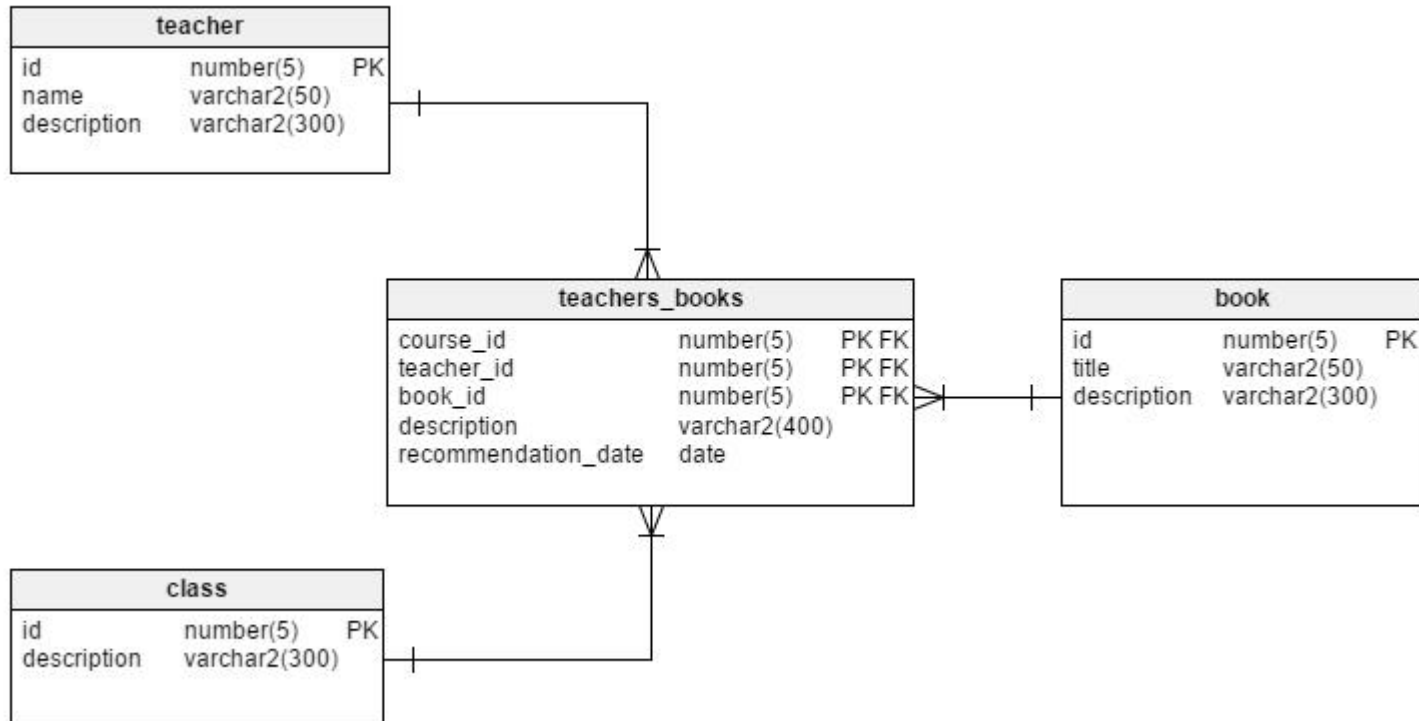 teacher
id number(5) PK
name varchar2(50)
description varchar2(300)
teachers_books
course_id number(5) PK FK
teacher_id number(5) PK FK
book_id number(5) PK FK
description varchar2(400)
recommendation_date date
book
id number(5) PK
title varchar2(50)
description varchar2(300)
class
id number(5) PK
description varchar2(300)